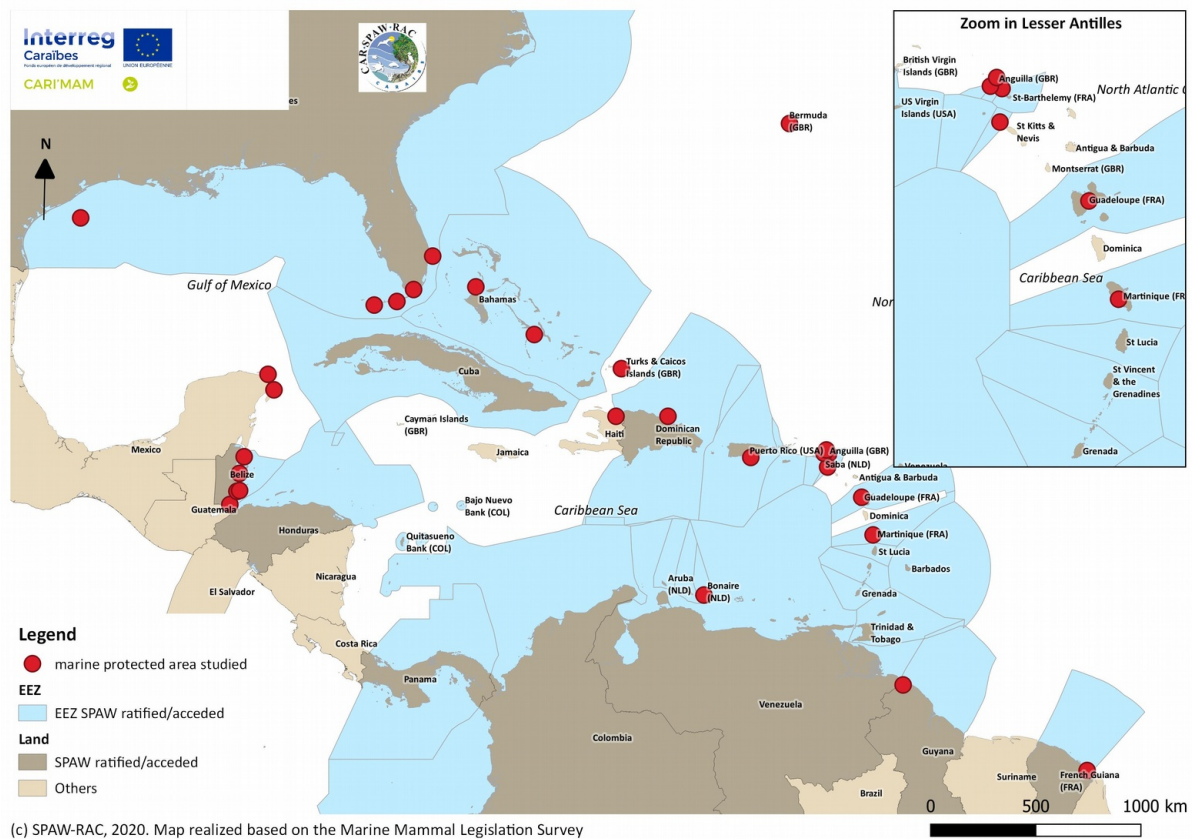 Interreg
Caraïbes
Fonds européen de développement régional
UNION EUROPÉENNE
CARI'MAM
CAR-SPAW-RAC
CARAIBE
es
N
Bermuda
(GBR)
Gulf of Mexico
Nor
Bahamas
Turks & Caicos
Islands (GBR)
Cuba
Cayman Islands
(GBR)
Haiti
Dominican
Republic
Jamaica
Mexico
Puerto Rico (USA)
Anguilla (GBR)
Saba (NLD)
Venezuela
Antigua & Barbuda
Belize
Guatemala
Guadeloupe (FRA)
Bajo Nuevo
Bank (COL)
Caribbean Sea
Dominica
Honduras
Quitasueno
Bank (COL)
Martinique (FRA)
St Lucia
Barbados
Nicaragua
Aruba
(NLD)
Bonaire
(NLD)
El Salvador
Grenada
Trinidad &
Tobago
Costa Rica
Panama
Venezuela
Colombia
Guyana
Suriname
French Guiana
(FRA)
Brazil
Zoom in Lesser Antilles
British Virgin
Islands (GBR)
Anguilla (GBR)
St-Barthelemy (FRA)
North Atlantic
US Virgin
Islands (USA)
St Kitts &
Nevis
Antigua & Barbuda
Montserrat (GBR)
Guadeloupe (FRA)
Dominica
Caribbean Sea
Martinique (FR
St Lucia
St Vincent
& the
Grenadines
Grenada
Legend
marine protected area studied
EEZ
EEZ SPAW ratified/acceded
Land
SPAW ratified/acceded
Others
0 500 1000 km
(c) SPAW-RAC, 2020. Map realized based on the Marine Mammal Legislation Survey